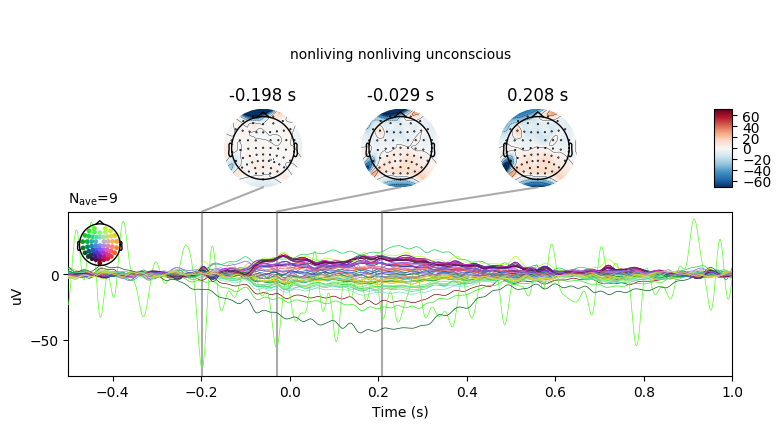 nonliving nonliving unconscious
-0.198 s
-0.029 s
0.208 s
60
40
20
0
−20
−40
−60
Nave=9
0
−50
uV
−0.4
−0.2
0.0
0.2
0.4
0.6
0.8
1.0
Time (s)